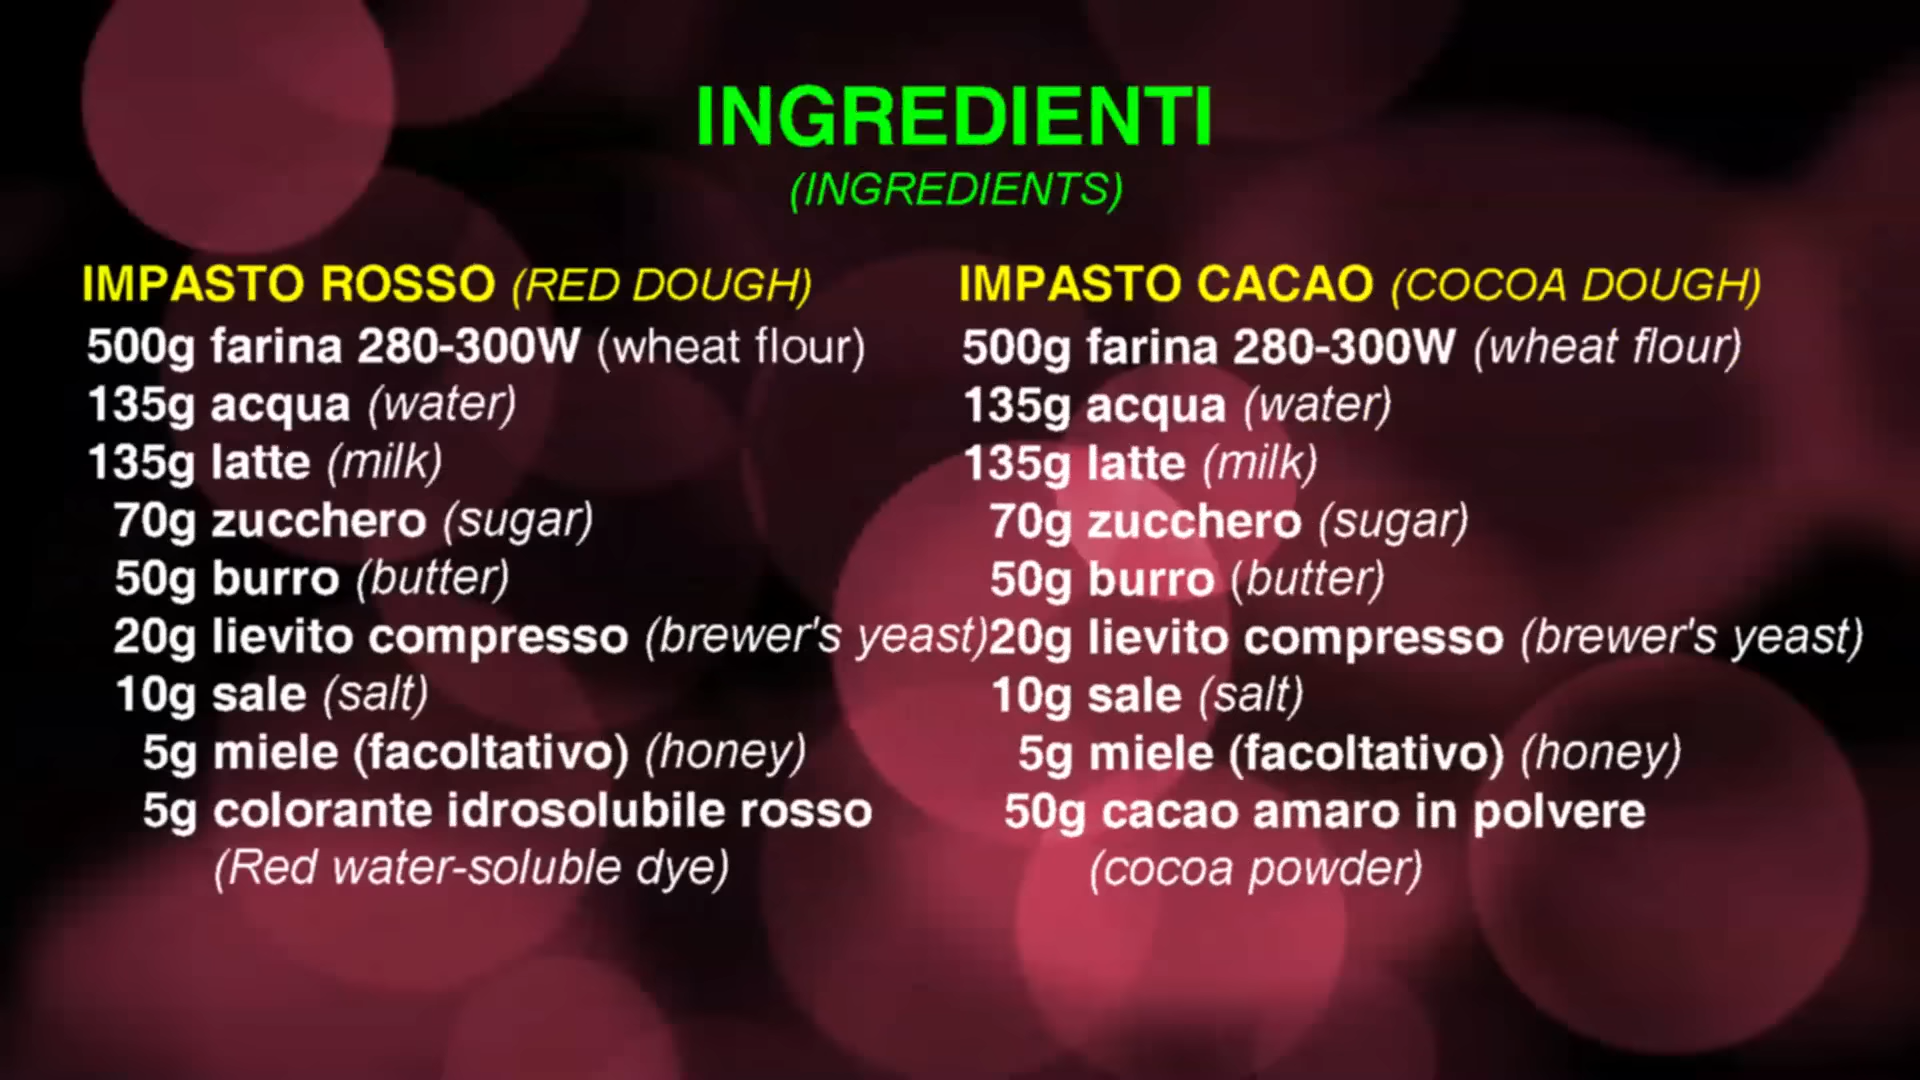 INGREDIENTI
(INGREDIENTS)
IMPASTO ROSSO (RED DOUGH)
500g farina 280-300W (wheat flour)
135g acqua (water)
135g latte (milk)
70g zucchero (sugar)
50g burro (butter)
20g lievito compresso (brewer's yeast)
10g sale (salt)
5g miele (facoltativo) (honey)
5g colorante idrosolubile rosso
(Red water-soluble dye)
IMPASTO CACAO (COCOA DOUGH)
500g farina 280-300W (wheat flour)
135g acqua (water)
135g latte (milk)
70g zucchero (sugar)
50g burro (butter)
20g lievito compresso (brewer's yeast)
10g sale (salt)
5g miele (facoltativo) (honey)
50g cacao amaro in polvere
(cocoa powder)